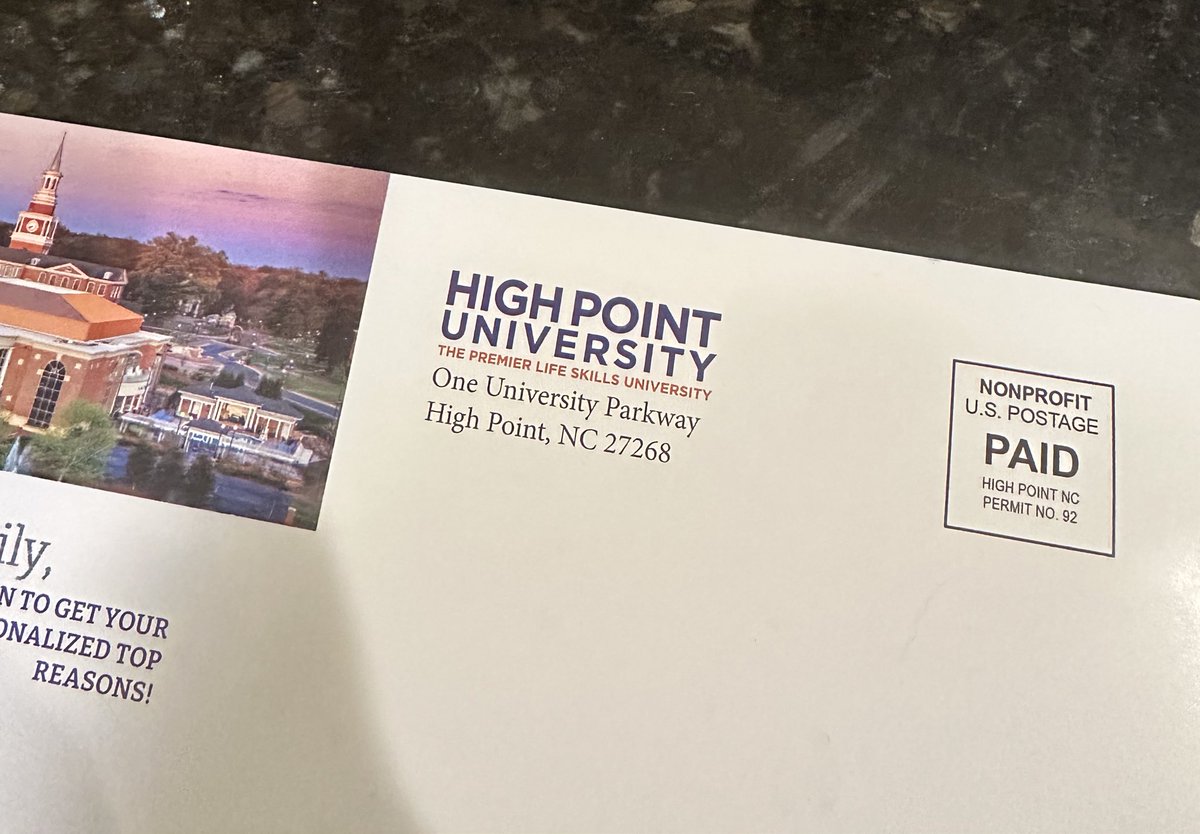 HIGH POINT
UNIVERSITY
THE PREMIER LIFE SKILLS UNIVERSITY
One University Parkway
High Point, NC 27268
NONPROFIT
U.S. POSTAGE
PAID
HIGH POINT NC
PERMIT NO. 92
ily,
N TO GET YOUR
ONALIZED TOP
REASONS!